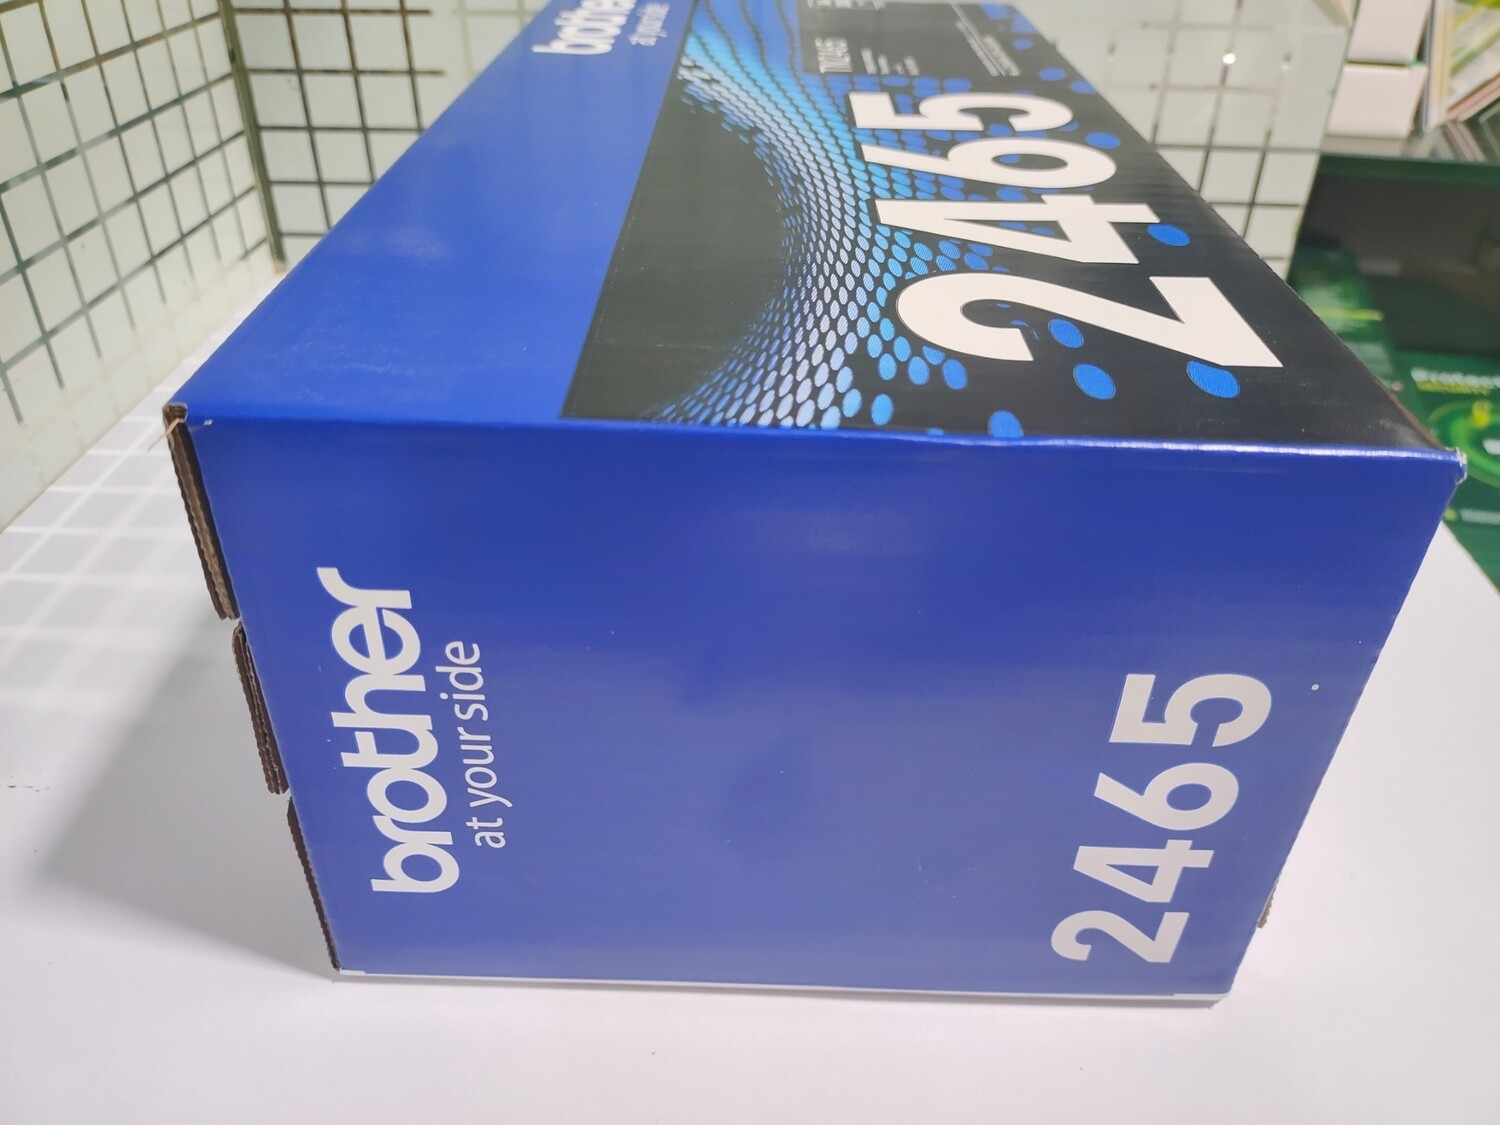 brother
at your side
2465
brother
at your side
2465